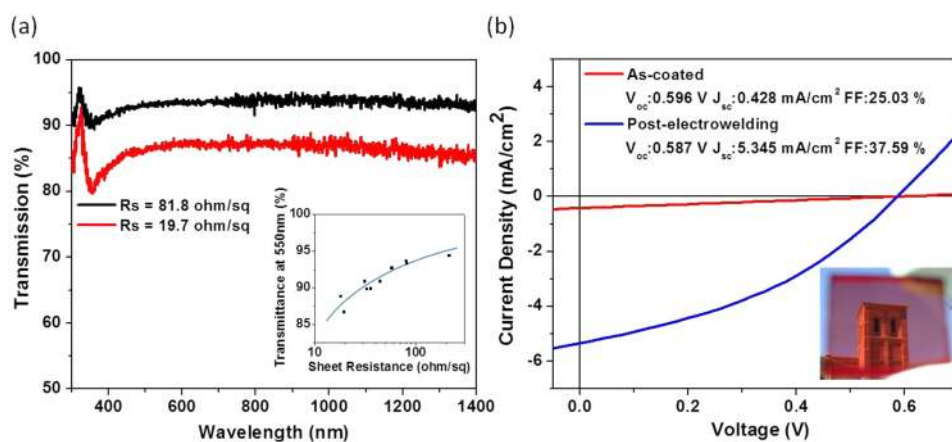 (a)
100
90
80
70
60
50
Transmission (%)
Rs = 81.8 ohm/sq
Rs = 19.7 ohm/sq
400 600 800 1000 1200 1400
Wavelength (nm)
Transmittance at 550nm (%)
100
95
90
85
10 100
Sheet Resistance (ohm/sq)
(b)
4
2
0
-2
-4
-6
Current Density (mA/cm²)
As-coated
V_oc:0.596 V J_sc:0.428 mA/cm² FF:25.03 %
Post-electrowelding
V_oc:0.587 V J_sc:5.345 mA/cm² FF:37.59 %
0.0 0.2 0.4 0.6
Voltage (V)